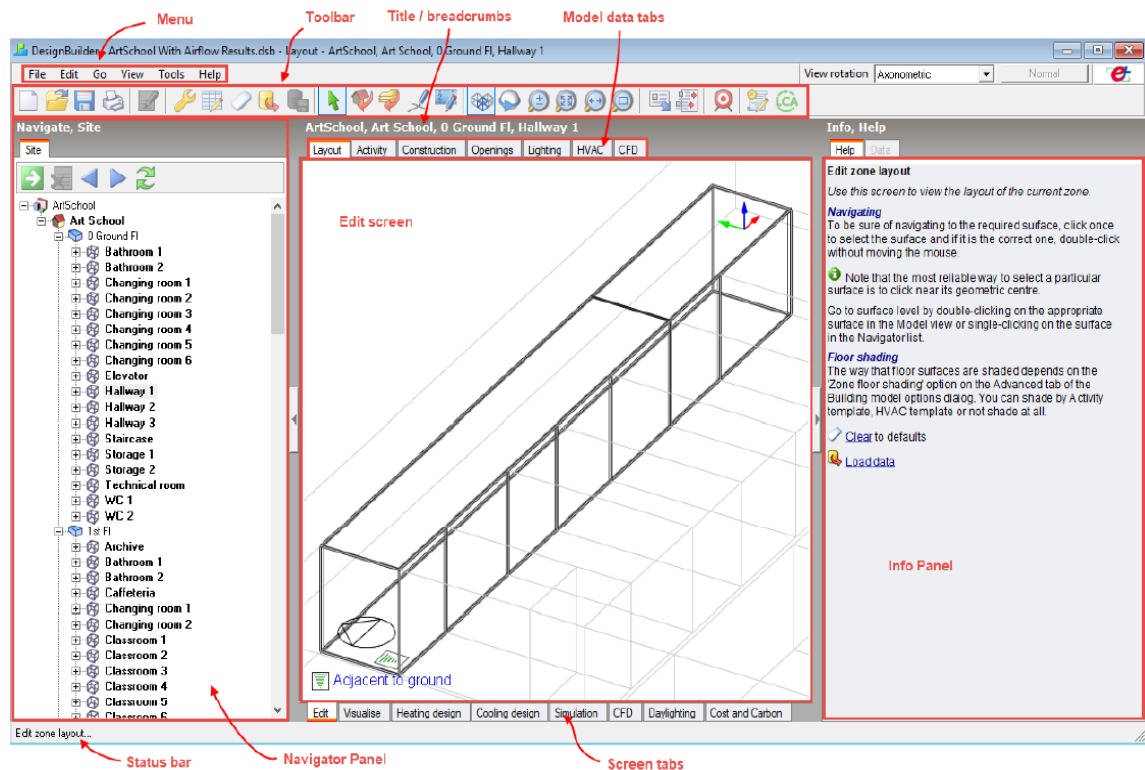 Menu
Toolbar
Title / breadcrumbs
Model data tabs
DesignBuilder - ArtSchool With Airflow Results.dsb - Layout - ArtSchool, Art School, 0 Ground Fl, Hallway 1
File Edit Go View Tools Help
View rotation Axonometric Normal
Navigate, Site
ArtSchool, Art School, 0 Ground Fl, Hallway 1
Info, Help
Site
Layout Activity Construction Openings Lighting HVAC CFD
Help Data
ArtSchool
Art School
0 Ground Fl
Bathroom 1
Bathroom 2
Changing room 1
Changing room 2
Changing room 3
Changing room 4
Changing room 5
Changing room 6
Elevator
Hallway 1
Hallway 2
Hallway 3
Staircase
Storage 1
Storage 2
Technical room
WC 1
WC 2
1st Fl
Archive
Bathroom 1
Bathroom 2
Caffeteria
Changing room 1
Changing room 2
Classroom 1
Classroom 2
Classroom 3
Classroom 4
Classroom 5
Classroom 6
Edit screen
Adjacent to ground
Edit zone layout
Use this screen to view the layout of the current zone.
Navigating
To be sure of navigating to the required surface, click once
to select the surface and if it is the correct one, double-click
without moving the mouse.
Note that the most reliable way to select a particular
surface is to click near its geometric centre.
Go to surface level by double-clicking on the appropriate
surface in the Model view or single-clicking on the surface
in the Navigator list.
Floor shading
The way that floor surfaces are shaded depends on the
'Zone floor shading' option on the Advanced tab of the
Building model options dialog. You can shade by Activity
template, HVAC template or not shade at all.
Clear to defaults
Load data
Info Panel
Edit Visualise Heating design Cooling design Simulation CFD Daylighting Cost and Carbon
Edit zone layout...
Status bar
Navigator Panel
Screen tabs